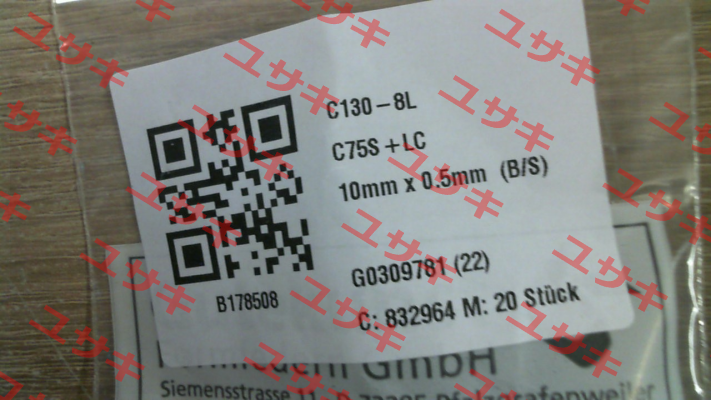 C130-8L
C75S+LC
10mm x 0.5mm (B/S)
G0309781 (22)
B178508
C: 832964 M: 20 Stück
GmbH
Siemensstrasse
ユサキ